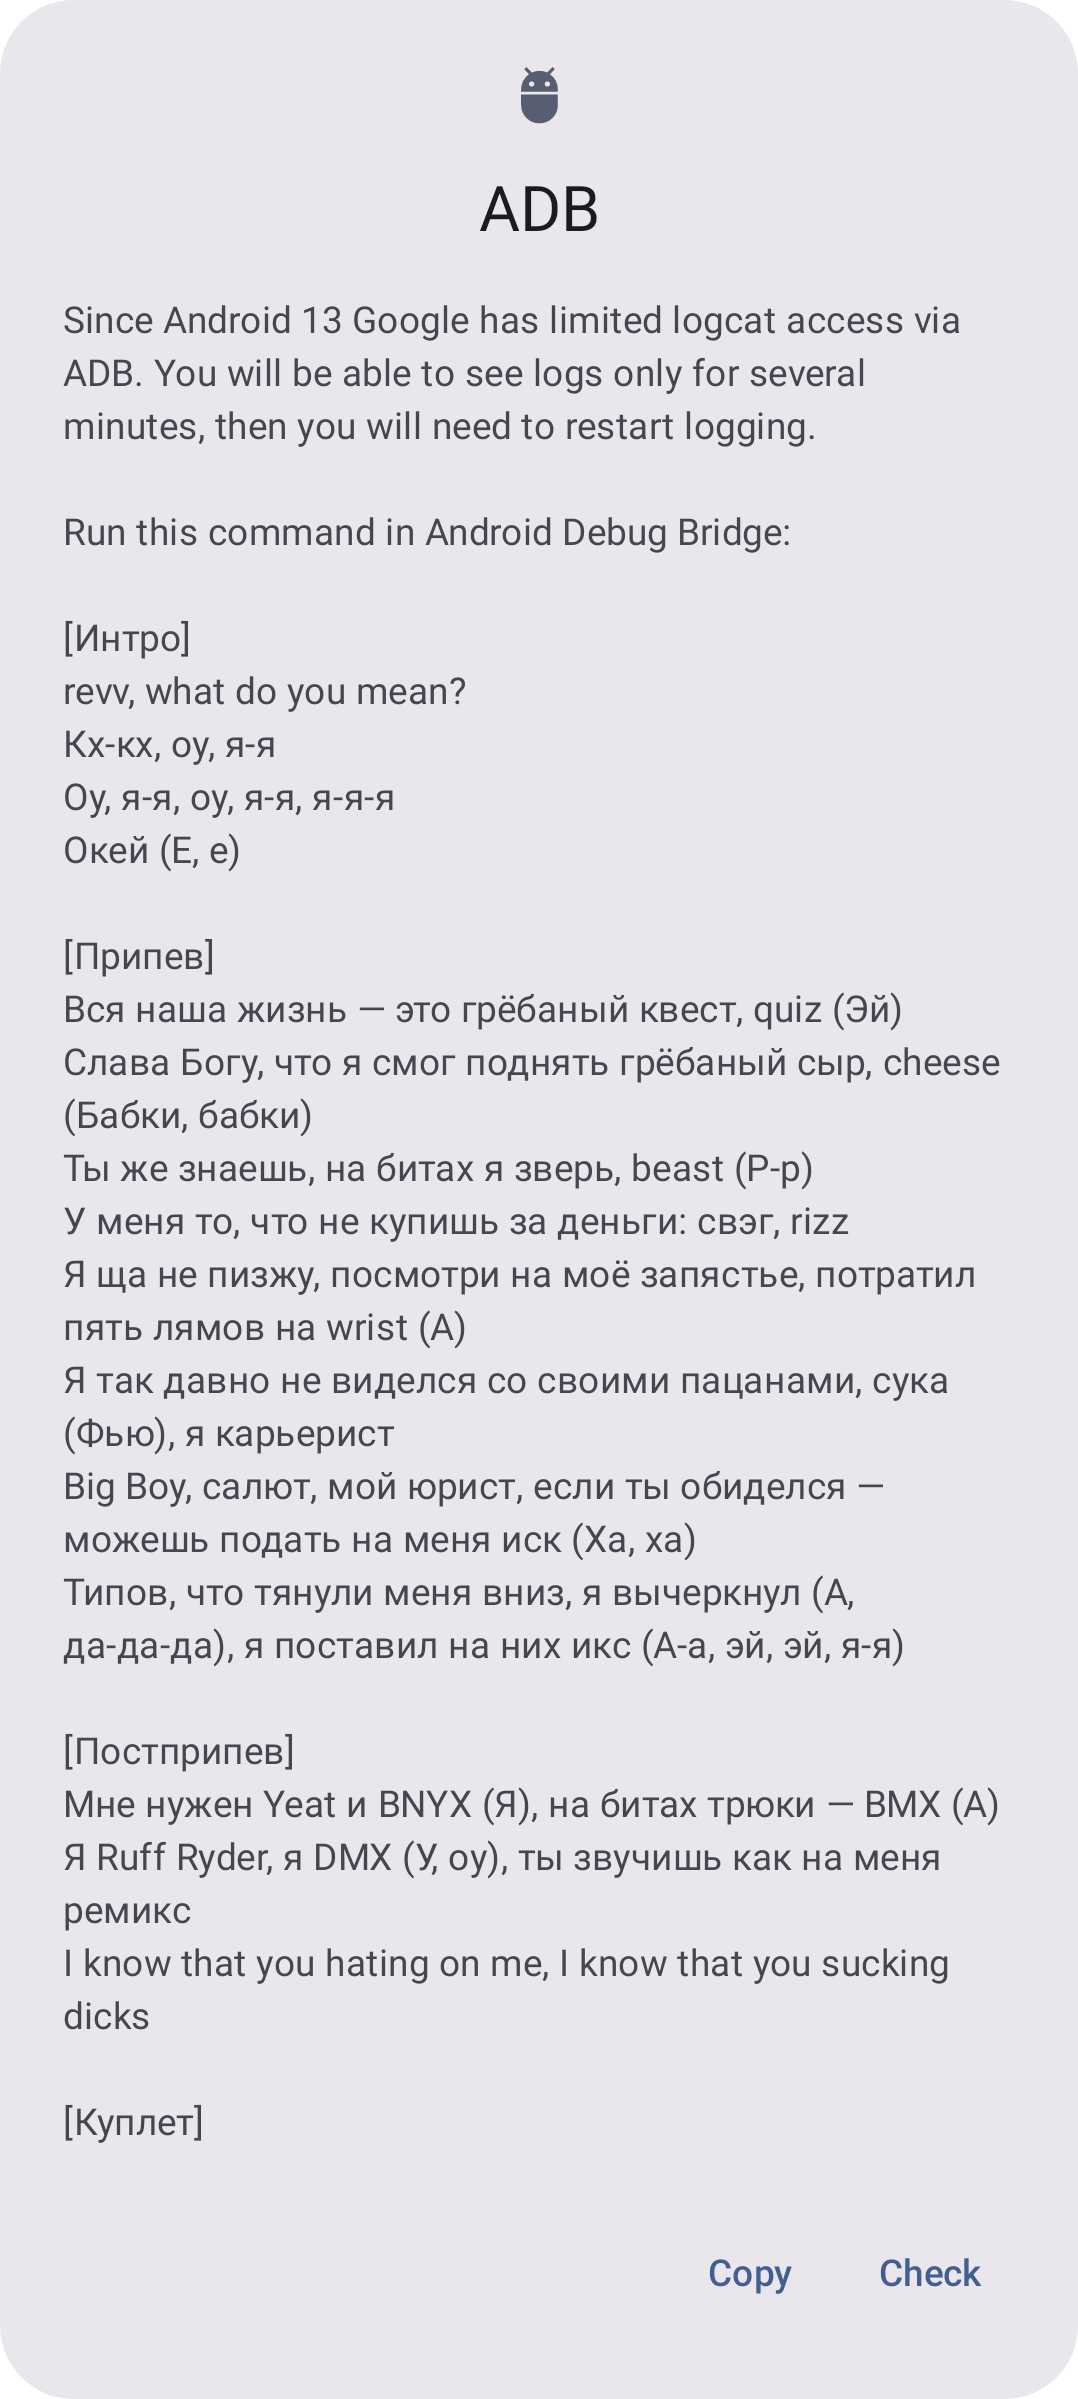 ADB
Since Android 13 Google has limited logcat access via
ADB. You will be able to see logs only for several
minutes, then you will need to restart logging.
Run this command in Android Debug Bridge:
[Интро]
revv, what do you mean?
Кх-кх, оу, я-я
Оу, я-я, оу, я-я, я-я-я
Окей (Е, е)
[Припев]
Вся наша жизнь — это грёбаный квест, quiz (Эй)
Слава Богу, что я смог поднять грёбаный сыр, cheese
(Бабки, бабки)
Ты же знаешь, на битах я зверь, beast (Р-р)
У меня то, что не купишь за деньги: свэг, rizz
Я ща не пизжу, посмотри на моё запястье, потратил
пять лямов на wrist (А)
Я так давно не виделся со своими пацанами, сука
(Фью), я карьерист
Big Boy, салют, мой юрист, если ты обиделся —
можешь подать на меня иск (Ха, ха)
Типов, что тянули меня вниз, я вычеркнул (А,
да-да-да), я поставил на них икс (А-а, эй, эй, я-я)
[Постприпев]
Мне нужен Yeat и BNYX (Я), на битах трюки — BMX (А)
Я Ruff Ryder, я DMX (У, оу), ты звучишь как на меня
ремикс
I know that you hating on me, I know that you sucking
dicks
[Куплет]
Copy Check